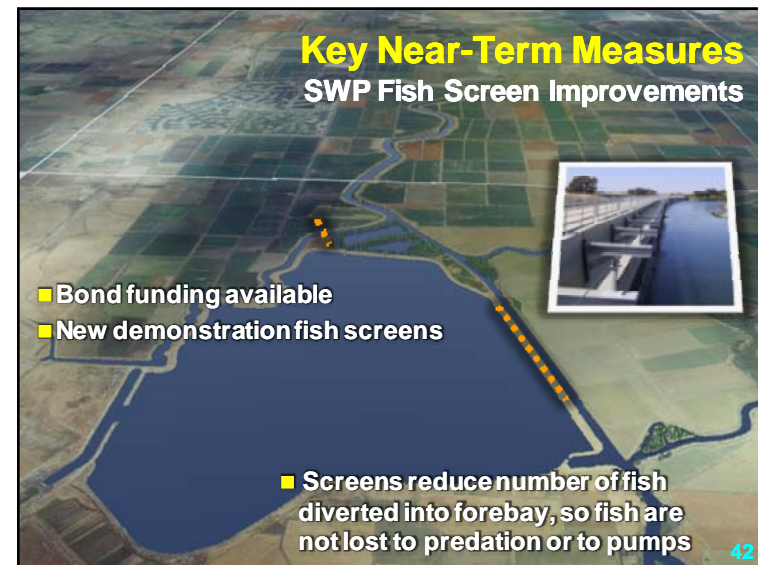 Key Near-Term Measures
SWP Fish Screen Improvements
■ Bond funding available
■ New demonstration fish screens
■ Screens reduce number of fish
diverted into forebay, so fish are
not lost to predation or to pumps
42